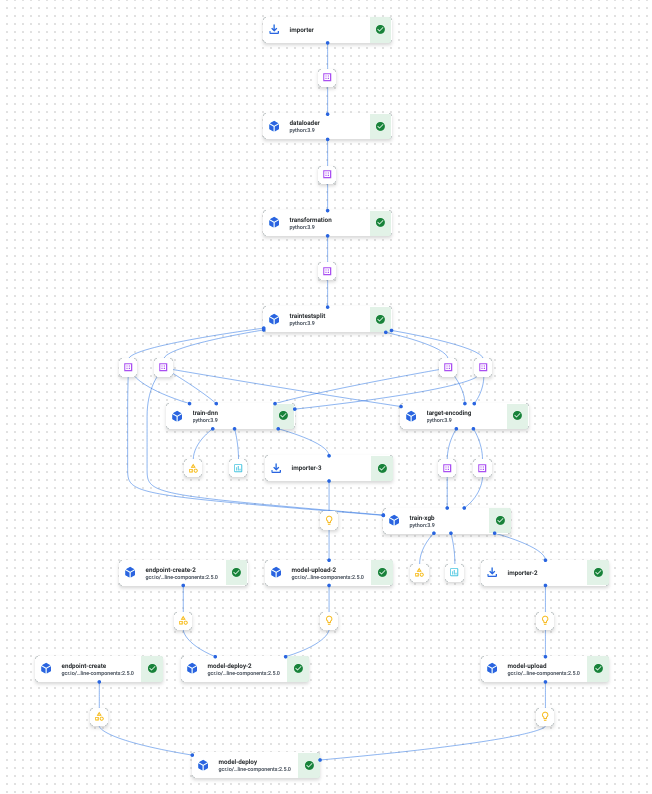 importer
dataloader
python:3.9
transformation
python:3.9
traintestsplit
python:3.9
train-dnn
python:3.9
target-encoding
python:3.9
importer-3
train-xgb
python:3.9
endpoint-create-2
gcr.io/...line-components:2.5.0
model-upload-2
gcr.io/...line-components:2.5.0
importer-2
endpoint-create
gcr.io/...line-components:2.5.0
model-deploy-2
gcr.io/...line-components:2.5.0
model-upload
gcr.io/...line-components:2.5.0
model-deploy
gcr.io/...line-components:2.5.0